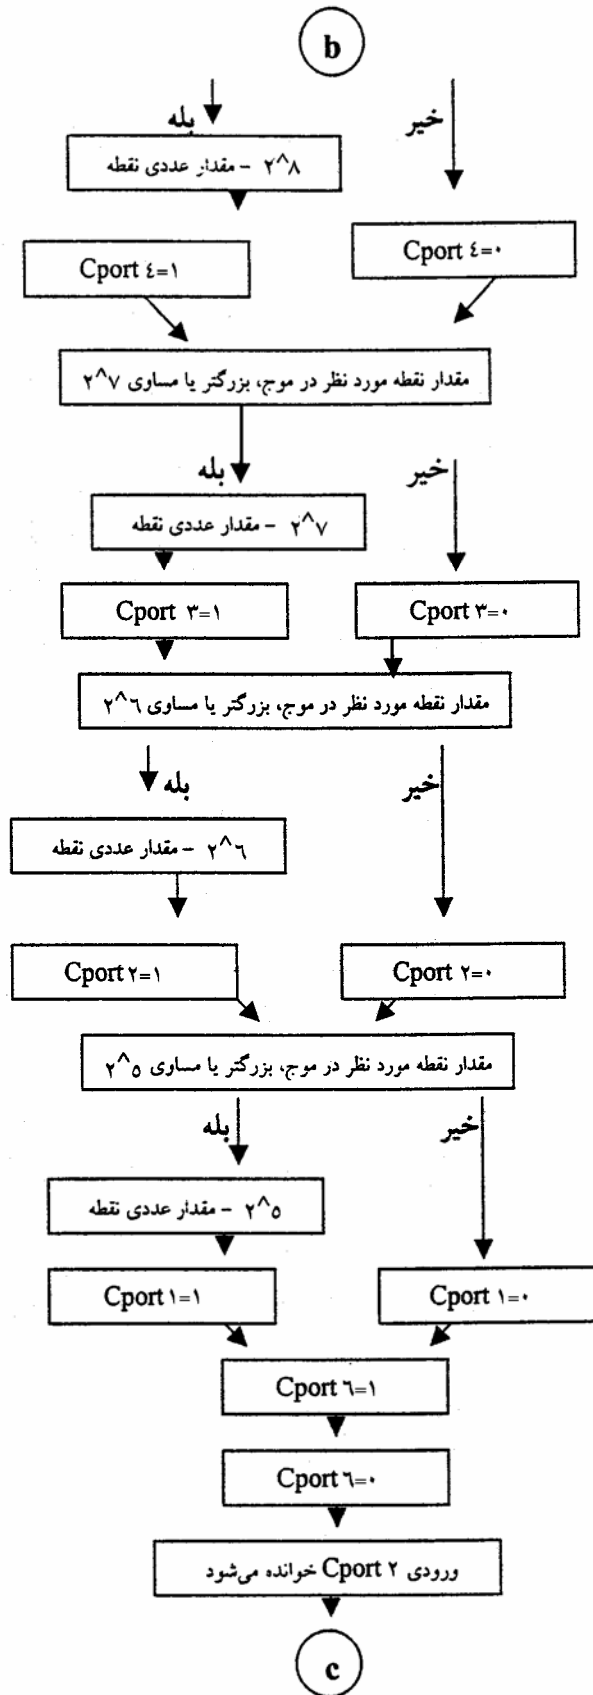 b
بله
خیر
۲^۸ - مقدار عددی نقطه
Cport ٤=۰
Cport ٤=۱
مقدار نقطه مورد نظر در موج، بزرگتر یا مساوی ۲^۷
بله
خیر
۲^۷ - مقدار عددی نقطه
Cport ۳=۱
Cport ۳=۰
مقدار نقطه مورد نظر در موج، بزرگتر یا مساوی ۲^٦
بله
خیر
۲^٦ - مقدار عددی نقطه
Cport ۲=۱
Cport ۲=۰
مقدار نقطه مورد نظر در موج، بزرگتر یا مساوی ۲^٥
بله
خیر
۲^٥ - مقدار عددی نقطه
Cport ۱=۱
Cport ۱=۰
Cport ٦=۱
Cport ٦=۰
ورودی Cport ۲ خوانده می‌شود
c